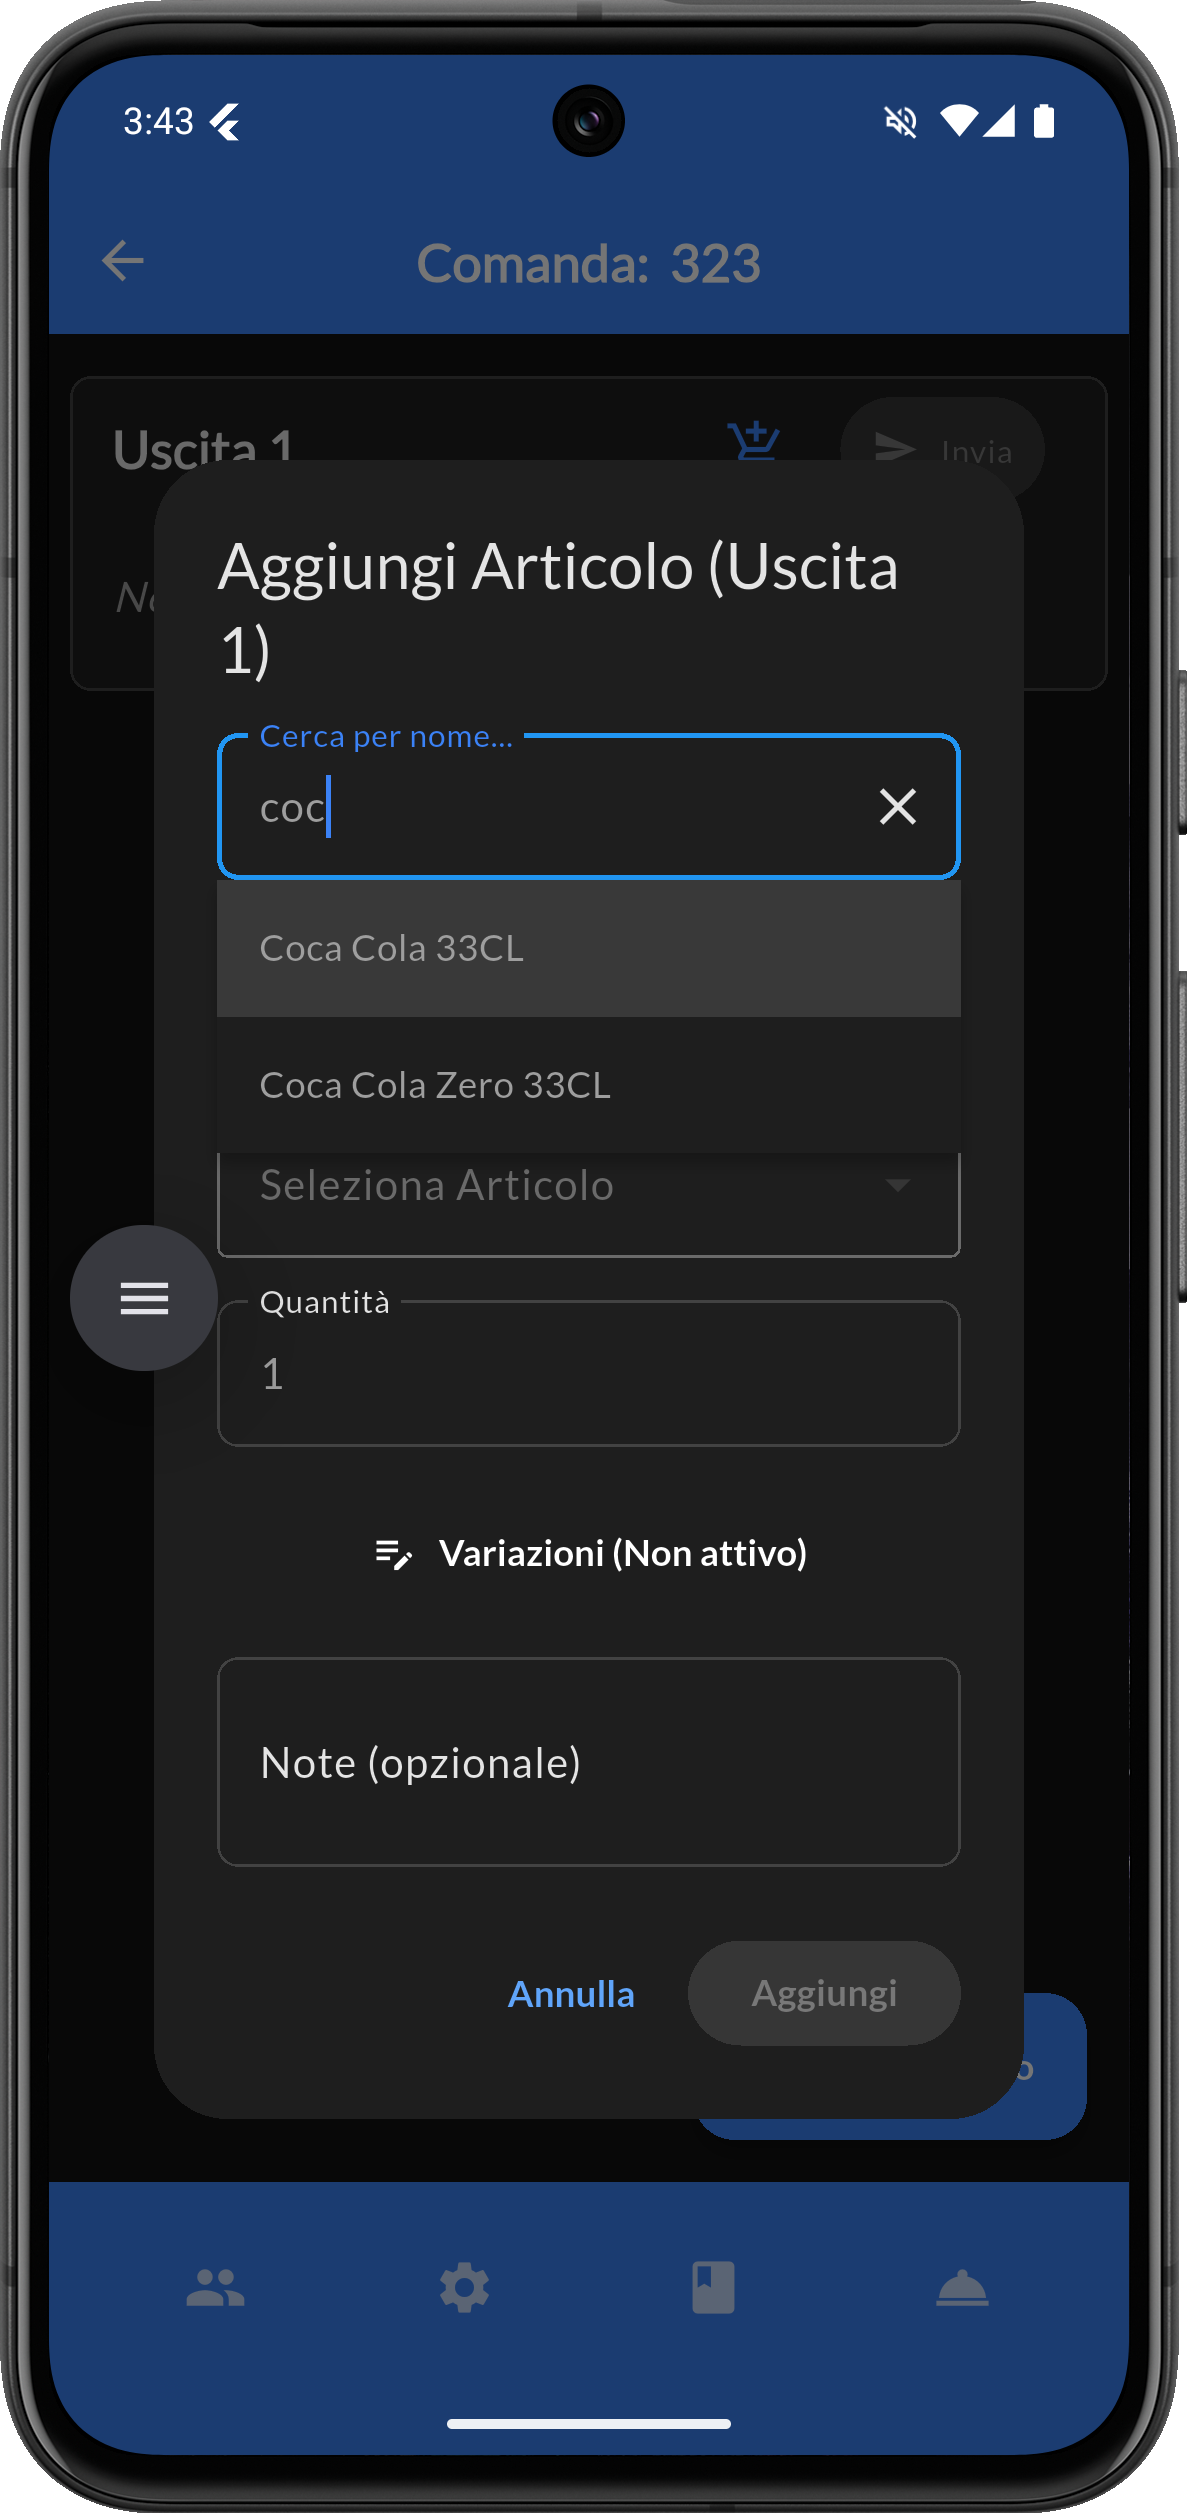 3:43
Comanda: 323
Uscita 1
Invia
Aggiungi Articolo (Uscita
1)
Cerca per nome...
coc
Coca Cola 33CL
Coca Cola Zero 33CL
Seleziona Articolo
Quantità
1
Variazioni (Non attivo)
Note (opzionale)
Annulla
Aggiungi